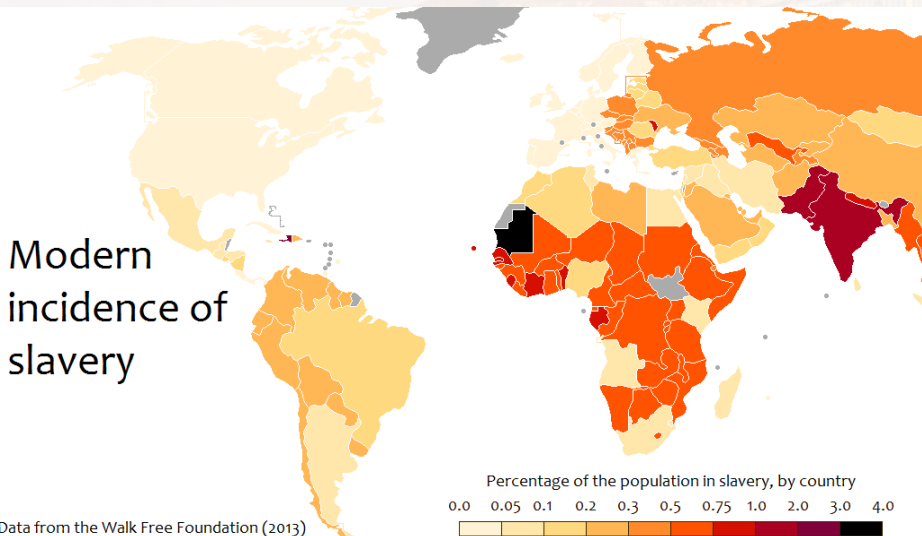 Modern
incidence of
slavery
Percentage of the population in slavery, by country
0.0 0.05 0.1 0.2 0.3 0.5 0.75 1.0 2.0 3.0 4.0
Data from the Walk Free Foundation (2013)